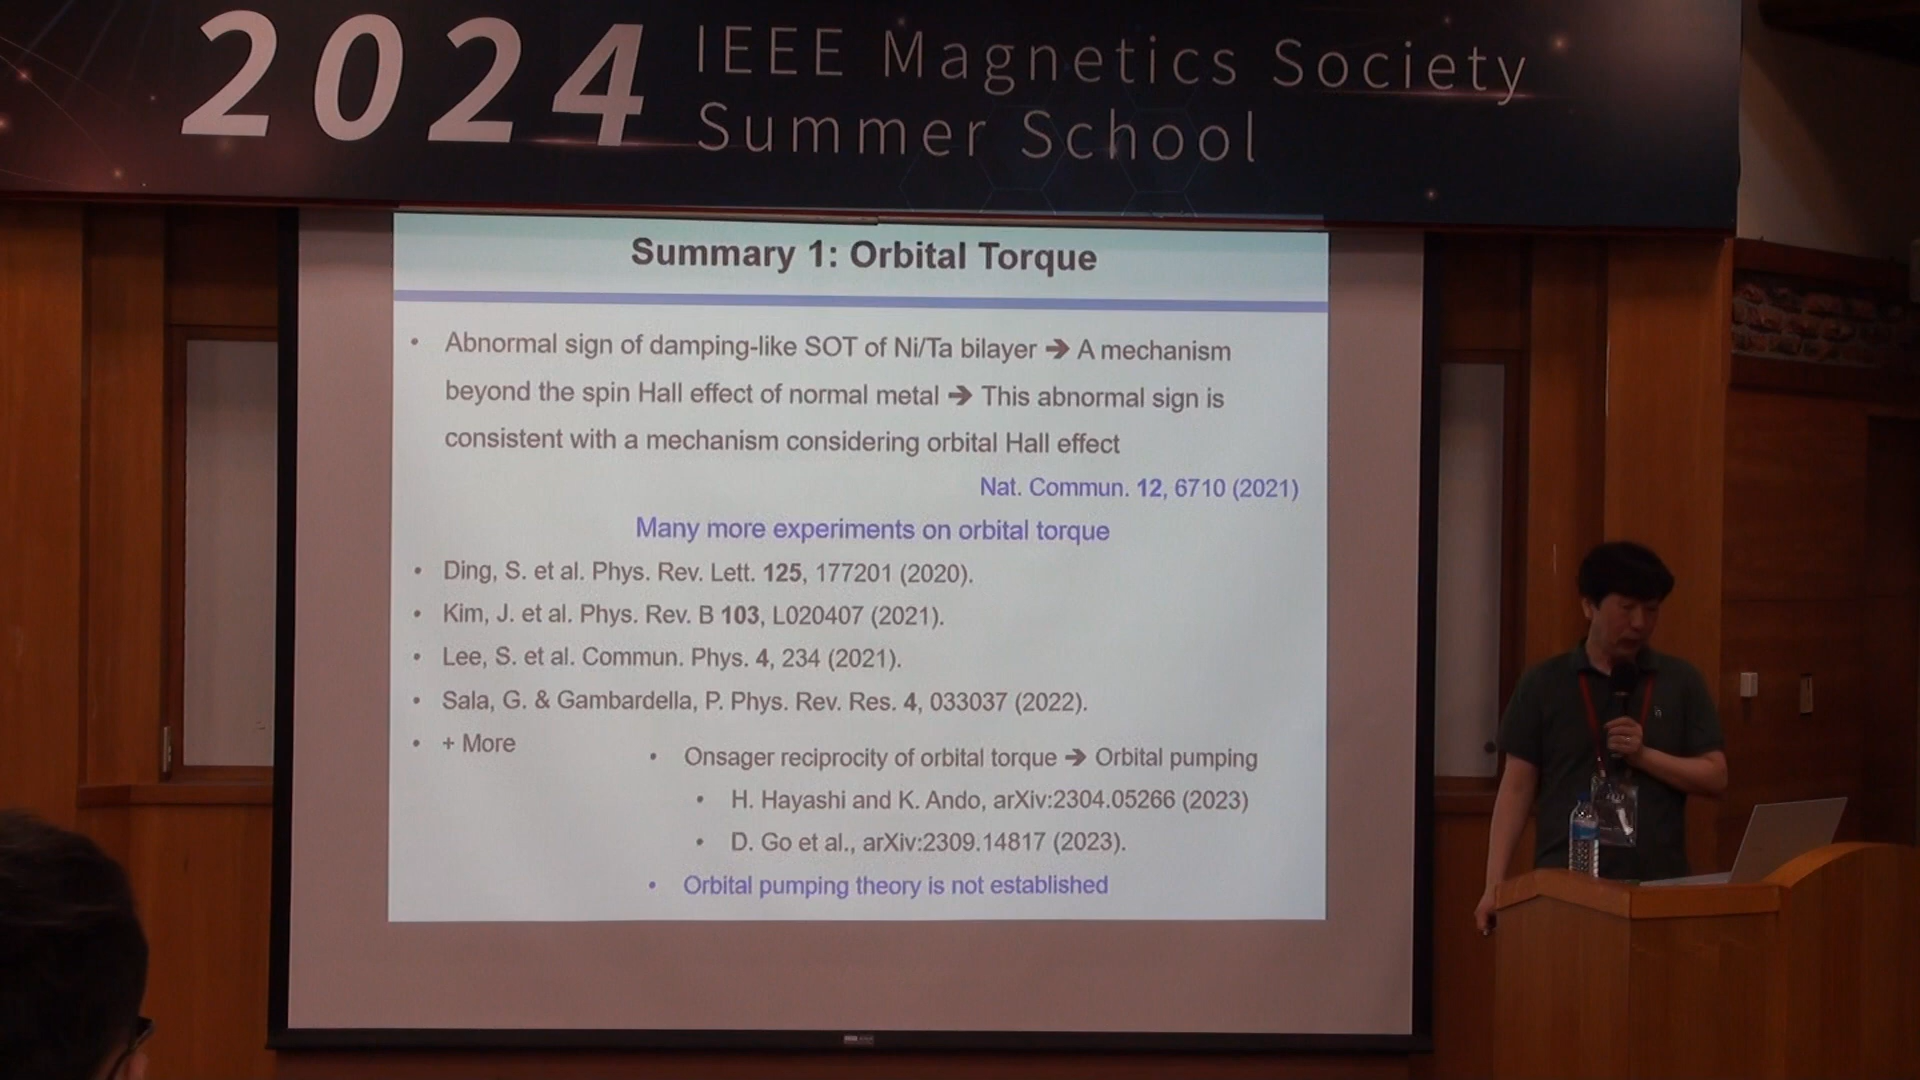 2024 IEEE Magnetics Society
Summer School
Summary 1: Orbital Torque
• Abnormal sign of damping-like SOT of Ni/Ta bilayer ➔ A mechanism
beyond the spin Hall effect of normal metal ➔ This abnormal sign is
consistent with a mechanism considering orbital Hall effect
Nat. Commun. 12, 6710 (2021)
Many more experiments on orbital torque
• Ding, S. et al. Phys. Rev. Lett. 125, 177201 (2020).
• Kim, J. et al. Phys. Rev. B 103, L020407 (2021).
• Lee, S. et al. Commun. Phys. 4, 234 (2021).
• Sala, G. & Gambardella, P. Phys. Rev. Res. 4, 033037 (2022).
• + More
• Onsager reciprocity of orbital torque ➔ Orbital pumping
• H. Hayashi and K. Ando, arXiv:2304.05266 (2023)
• D. Go et al., arXiv:2309.14817 (2023).
• Orbital pumping theory is not established